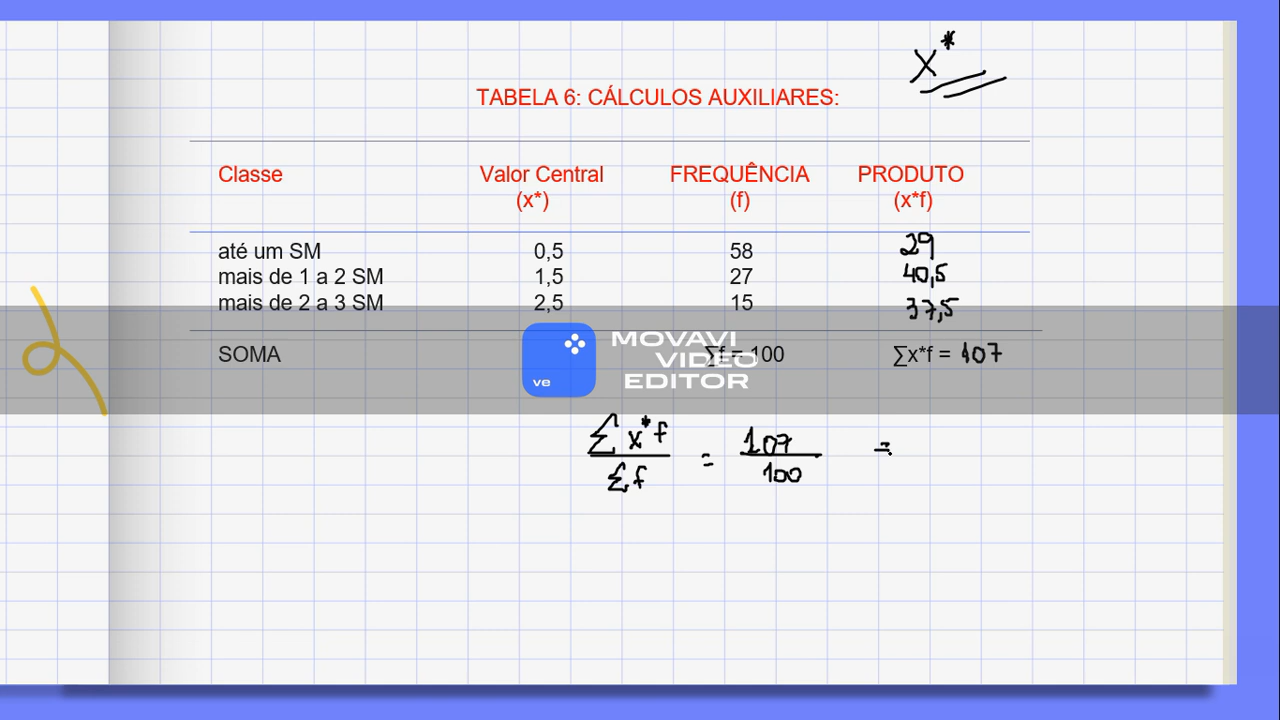 X*
TABELA 6: CÁLCULOS AUXILIARES:
Classe Valor Central (x*) FREQUÊNCIA (f) PRODUTO (x*f)
até um SM 0,5 58 29
mais de 1 a 2 SM 1,5 27 40,5
mais de 2 a 3 SM 2,5 15 37,5
SOMA ∑f = 100 ∑x*f = 107
ve
MOVAVI
VIDEO
EDITOR
∑ x*f / ∑ f = 107 / 100 =